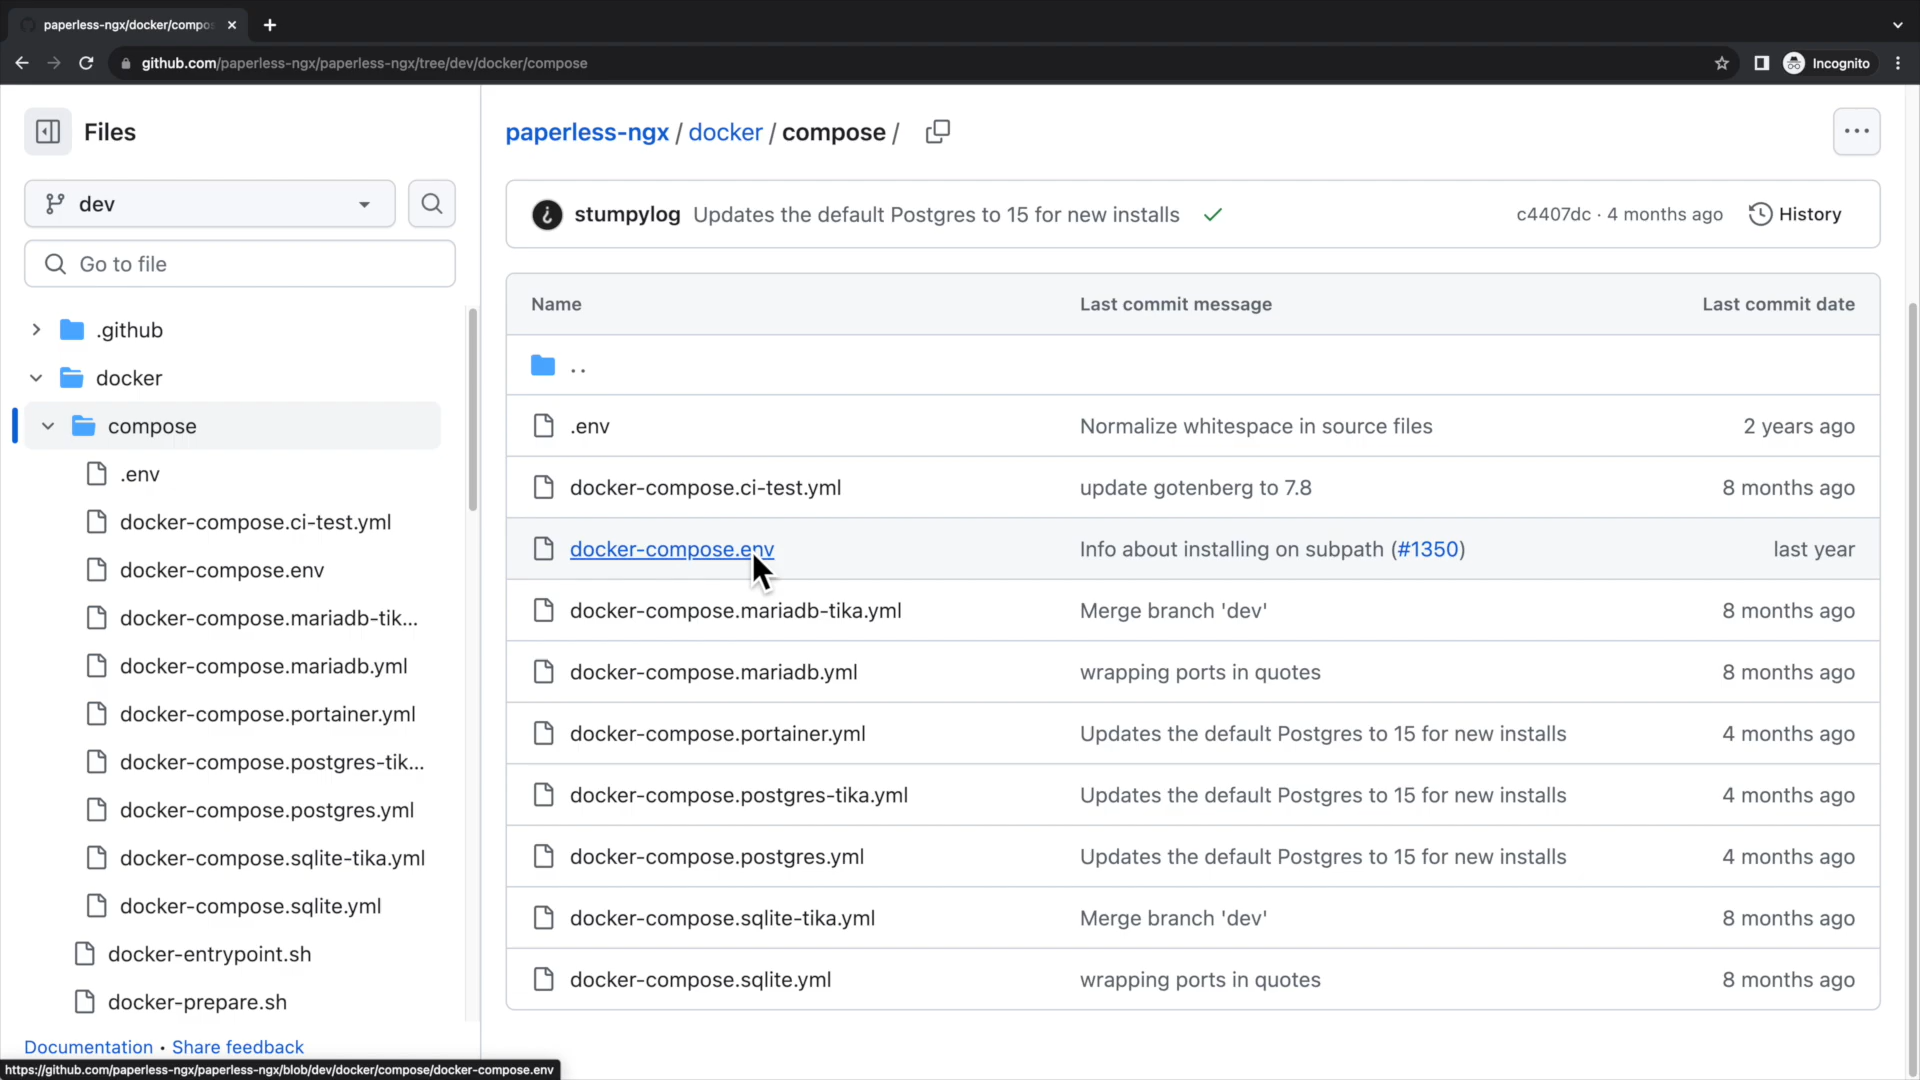 paperless-ngx/docker/compo
github.com/paperless-ngx/paperless-ngx/tree/dev/docker/compose
Incognito
Files
dev
Go to file
.github
docker
compose
.env
docker-compose.ci-test.yml
docker-compose.env
docker-compose.mariadb-tik...
docker-compose.mariadb.yml
docker-compose.portainer.yml
docker-compose.postgres-tik...
docker-compose.postgres.yml
docker-compose.sqlite-tika.yml
docker-compose.sqlite.yml
docker-entrypoint.sh
docker-prepare.sh
Documentation • Share feedback
https://github.com/paperless-ngx/paperless-ngx/blob/dev/docker/compose/docker-compose.env
paperless-ngx / docker / compose /
stumpylog Updates the default Postgres to 15 for new installs c4407dc · 4 months ago History
Name Last commit message Last commit date
..
.env Normalize whitespace in source files 2 years ago
docker-compose.ci-test.yml update gotenberg to 7.8 8 months ago
docker-compose.env Info about installing on subpath (#1350) last year
docker-compose.mariadb-tika.yml Merge branch 'dev' 8 months ago
docker-compose.mariadb.yml wrapping ports in quotes 8 months ago
docker-compose.portainer.yml Updates the default Postgres to 15 for new installs 4 months ago
docker-compose.postgres-tika.yml Updates the default Postgres to 15 for new installs 4 months ago
docker-compose.postgres.yml Updates the default Postgres to 15 for new installs 4 months ago
docker-compose.sqlite-tika.yml Merge branch 'dev' 8 months ago
docker-compose.sqlite.yml wrapping ports in quotes 8 months ago